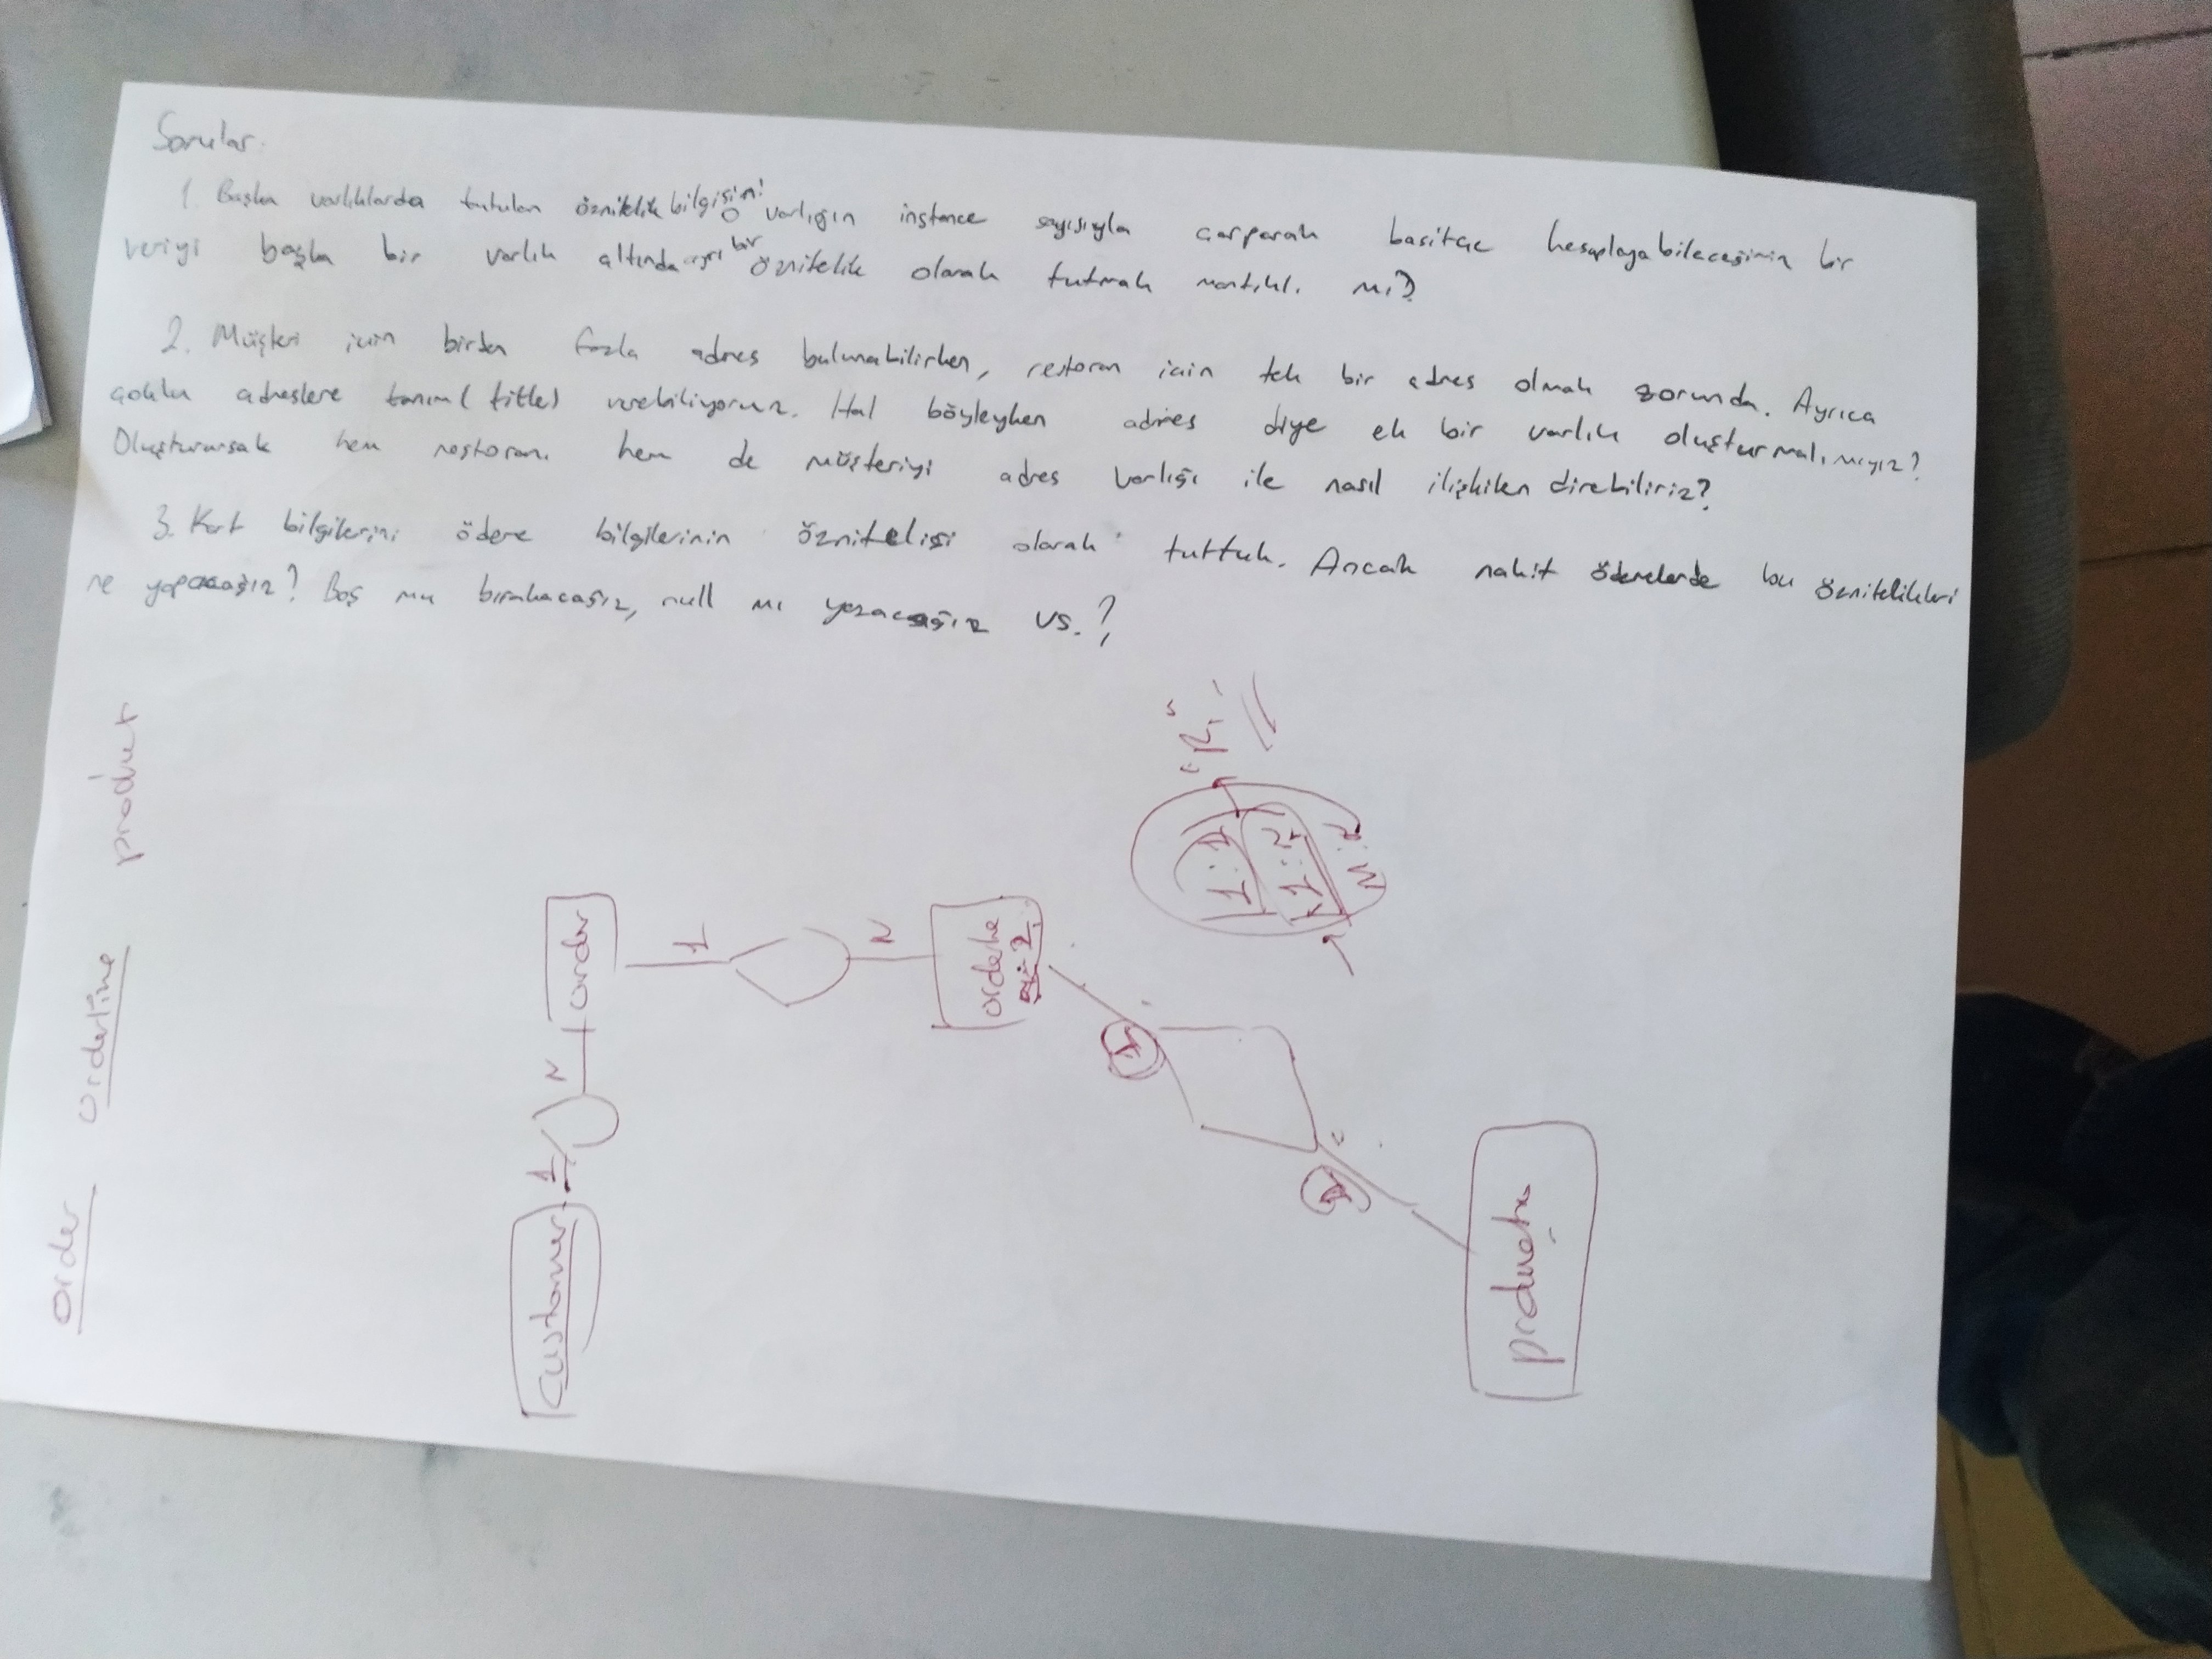 Sorular:
1. Başka varlıklarda tutulan öznitelik bilgisini o varlığın instance sayısıyla çarparak basitçe hesaplayabileceğimiz bir
veriyi başka bir varlık altında ayrı bir öznitelik olarak tutmak mantıklı mı?
2. Müşteri için birden fazla adres bulunabilirken, restoran için tek bir adres olmak zorunda. Ayrıca
çoklu adreslere tanım (title) verebiliyoruz. Hal böyleyken adres diye ek bir varlık oluşturmalı mıyız?
Oluşturursak hem restoranı hem de müşteriyi adres varlığı ile nasıl ilişkilendirebiliriz?
3. Kart bilgilerini ödeme bilgilerinin özniteliği olarak tuttuk. Ancak nakit ödemelerde bu öznitelikleri
ne yapacağız? Boş mu bırakacağız, null mı yazacağız vs.?
Order Orderline product
Customer 1 N order
1 N
1:1
1:N
M:N